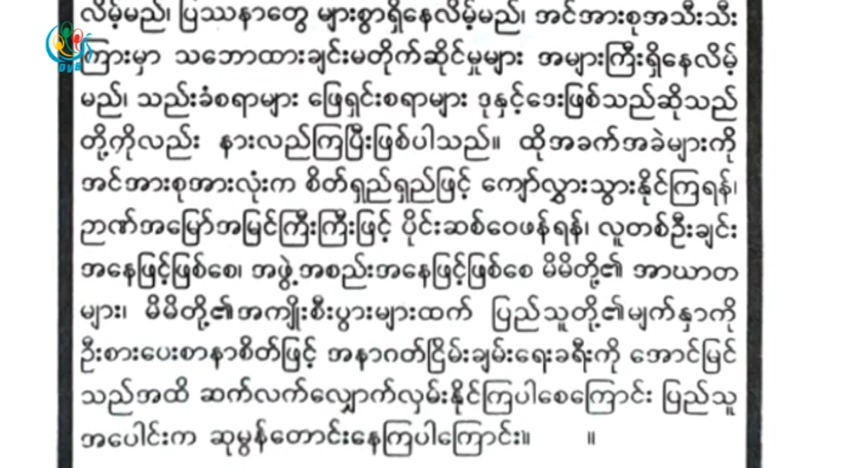 လိမ့်မည်၊ ပြဿနာတွေ များစွာရှိနေလိမ့်မည်၊ အင်အားစုအသီးသီး
ကြားမှာ သဘောထားချင်းမတိုက်ဆိုင်မှုများ အများကြီးရှိနေလိမ့်
မည်၊ သည်းခံစရာများ ဖြေရှင်းစရာများ ဒုနှင့်ဒေးဖြစ်သည်ဆိုသည်
တို့ကိုလည်း နားလည်ကြပြီးဖြစ်ပါသည်။ ထိုအခက်အခဲများကို
အင်အားစုအားလုံးက စိတ်ရှည်ရှည်ဖြင့် ကျော်လွှားသွားနိုင်ကြရန်၊
ဉာဏ်အမြော်အမြင်ကြီးကြီးဖြင့် ပိုင်းဆစ်ဝေဖန်ရန်၊ လူတစ်ဦးချင်း
အနေဖြင့်ဖြစ်စေ၊ အဖွဲ့အစည်းအနေဖြင့်ဖြစ်စေ မိမိတို့၏ အာဃာတ
များ၊ မိမိတို့၏အကျိုးစီးပွားများထက် ပြည်သူတို့၏မျက်နှာကို
ဦးစားပေးစာနာစိတ်ဖြင့် အနာဂတ်ငြိမ်းချမ်းရေးခရီးကို အောင်မြင်
သည်အထိ ဆက်လက်လျှောက်လှမ်းနိုင်ကြပါစေကြောင်း ပြည်သူ
အပေါင်းက ဆုမွန်တောင်းနေကြပါကြောင်း။ ။
DVB